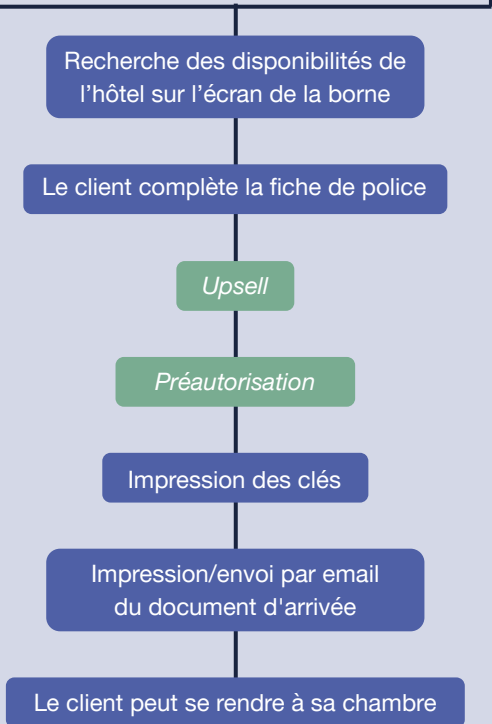 Recherche des disponibilités de
l’hôtel sur l’écran de la borne
Le client complète la fiche de police
Upsell
Préautorisation
Impression des clés
Impression/envoi par email
du document d'arrivée
Le client peut se rendre à sa chambre